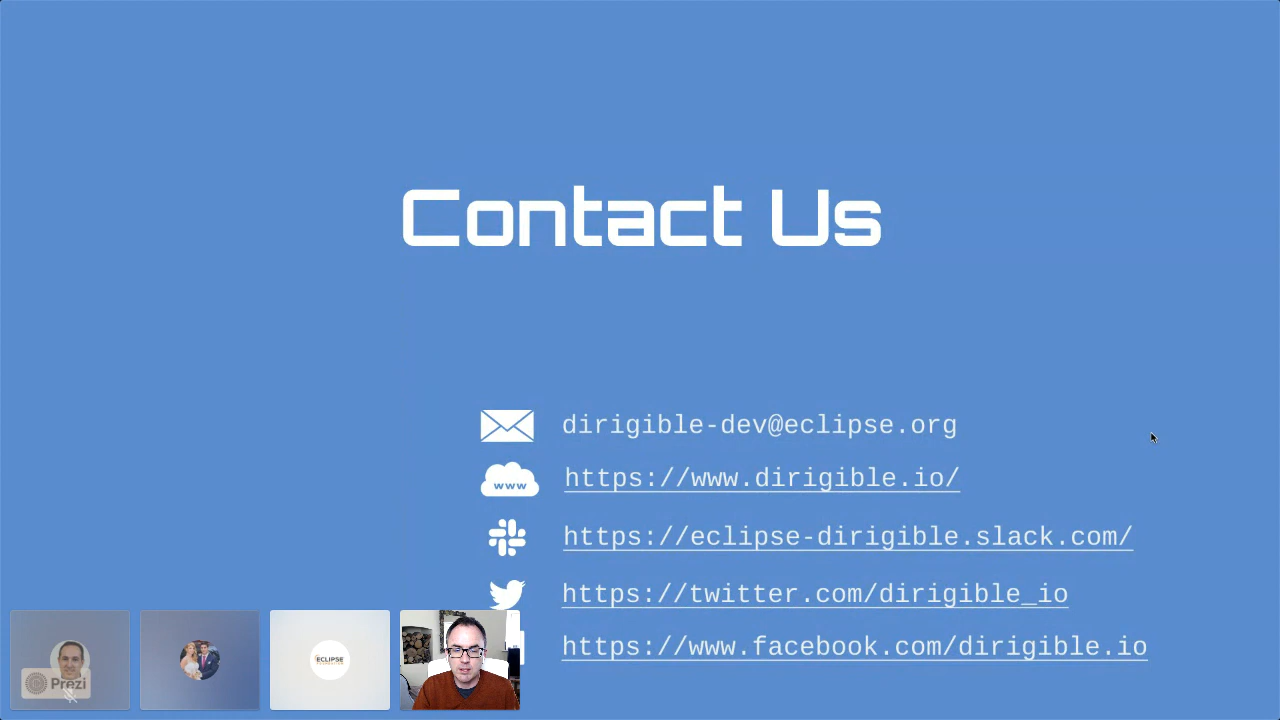 Contact Us
dirigible-dev@eclipse.org
www
https://www.dirigible.io/
https://eclipse-dirigible.slack.com/
https://twitter.com/dirigible_io
https://www.facebook.com/dirigible.io
Prezi
ECLIPSE
FOUNDATION